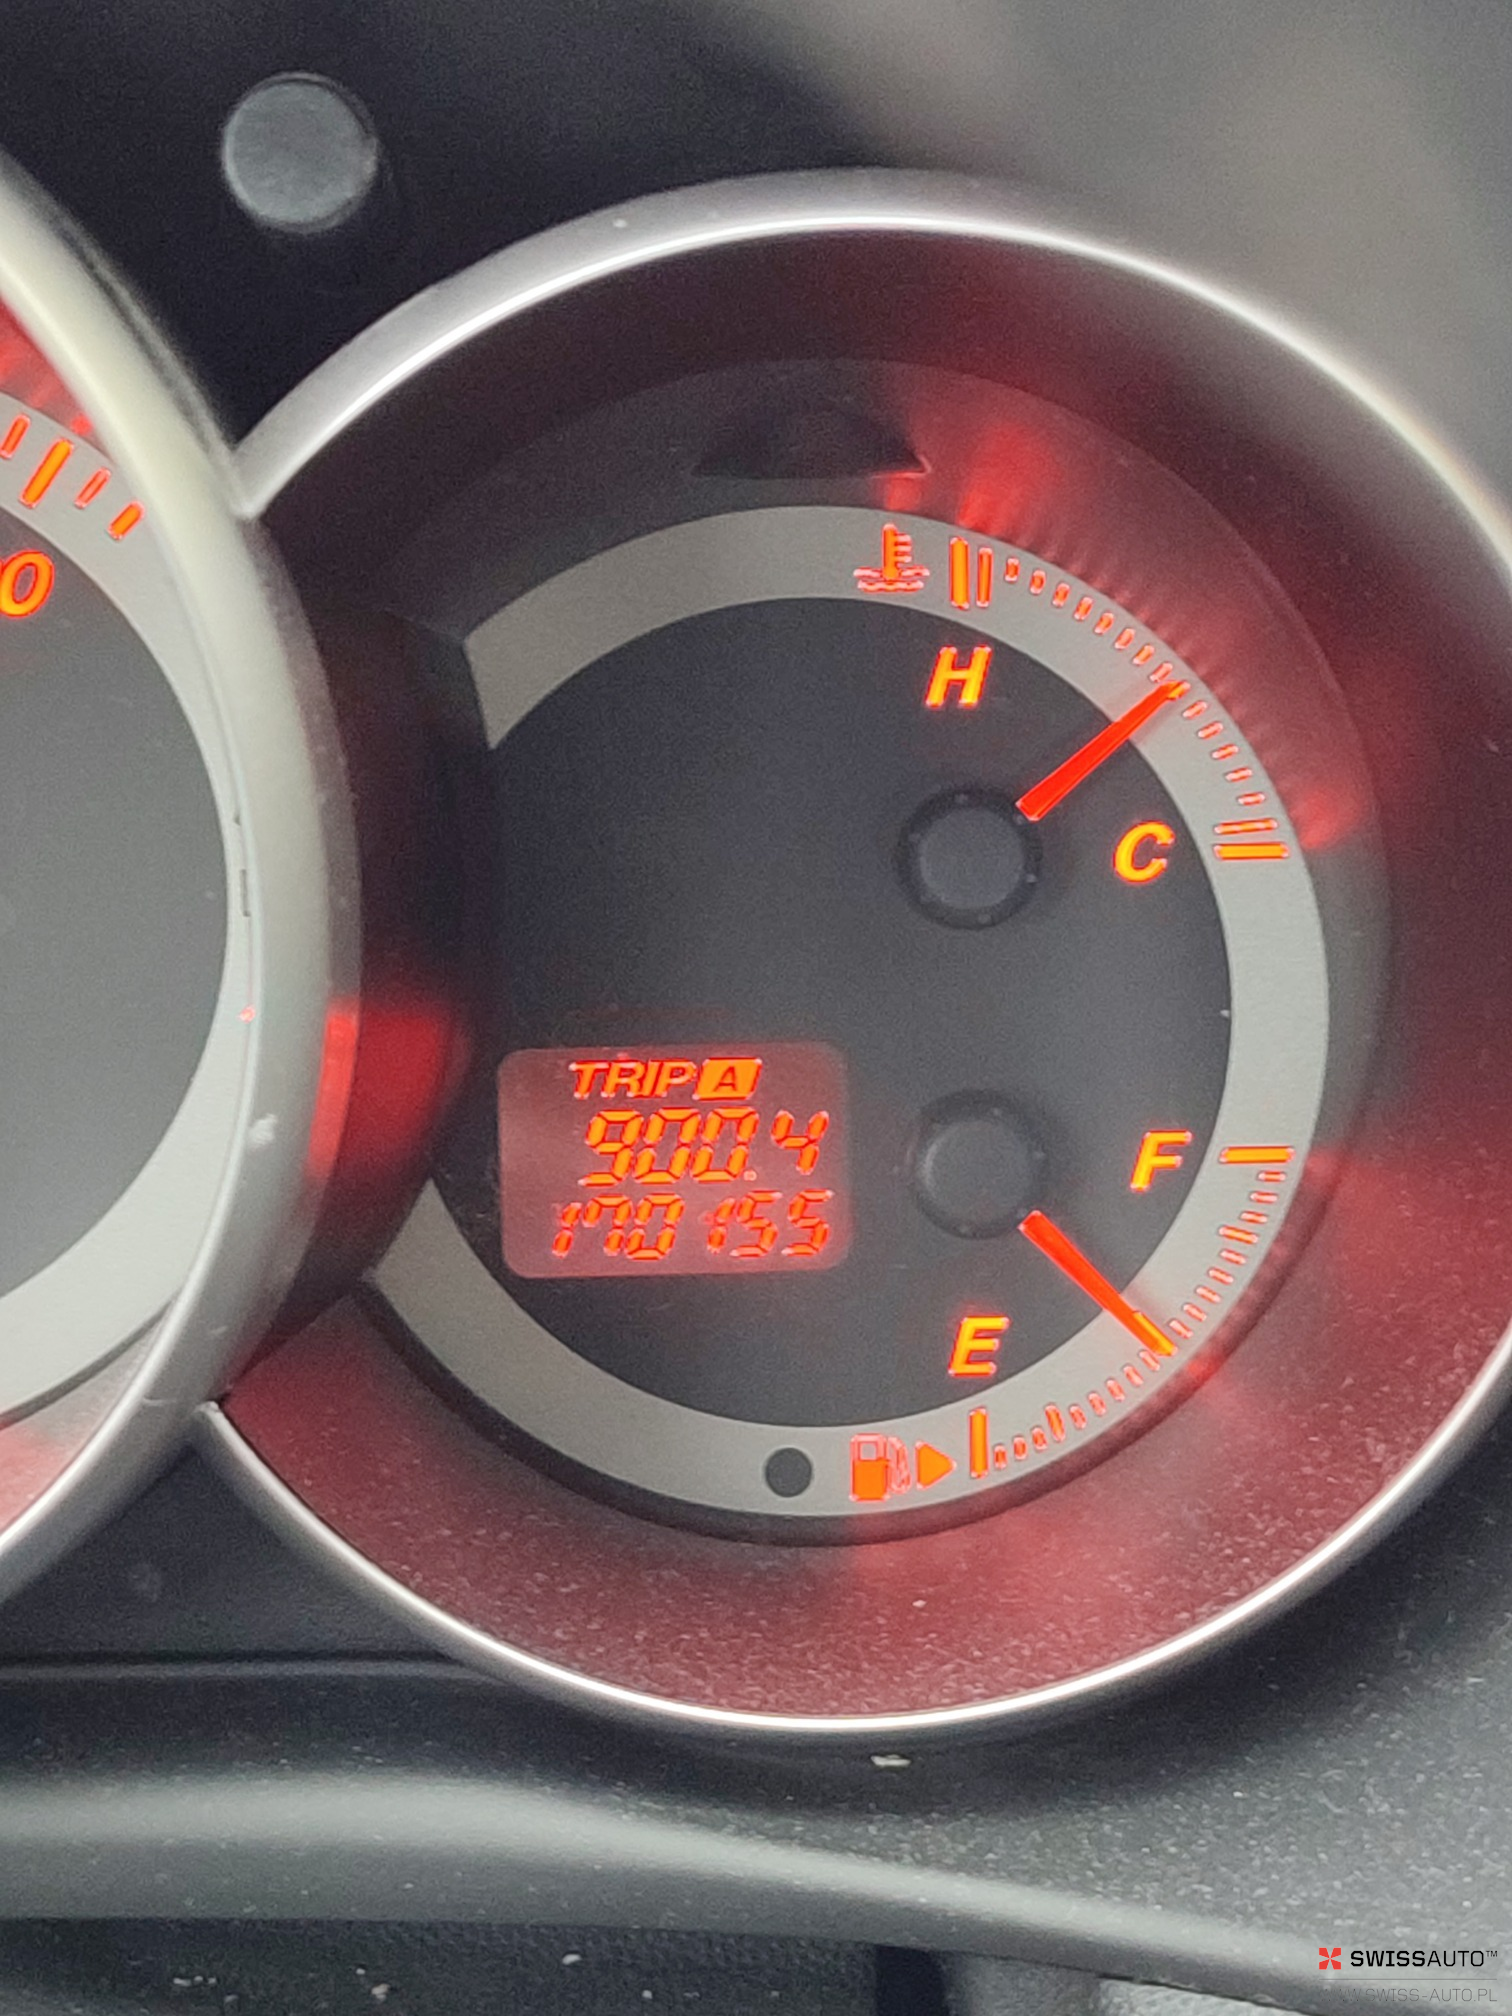 H
C
TRIP A
900.4
170155
F
E
SWISSAUTO™
WWW.SWISS-AUTO.PL